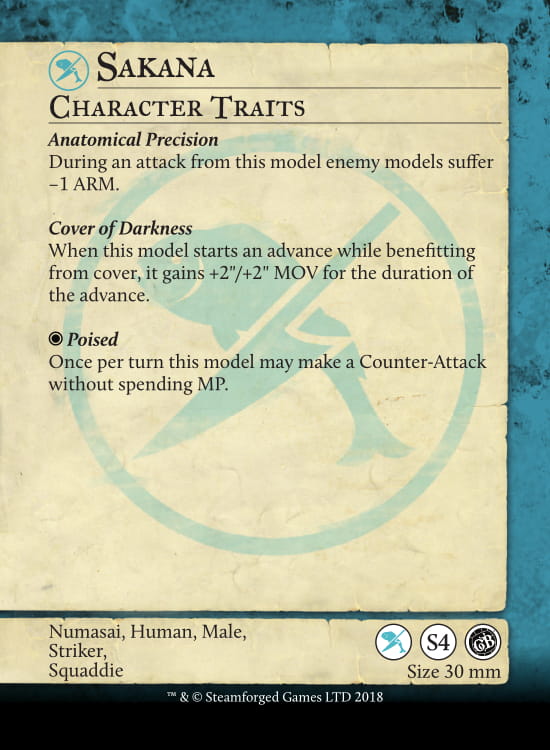 Sakana
Character Traits
Anatomical Precision
During an attack from this model enemy models suffer
−1 ARM.
Cover of Darkness
When this model starts an advance while benefitting
from cover, it gains +2"/+2" MOV for the duration of
the advance.
Poised
Once per turn this model may make a Counter-Attack
without spending MP.
Numasai, Human, Male,
Striker,
Squaddie
S4 GB
Size 30 mm
™ & © Steamforged Games LTD 2018